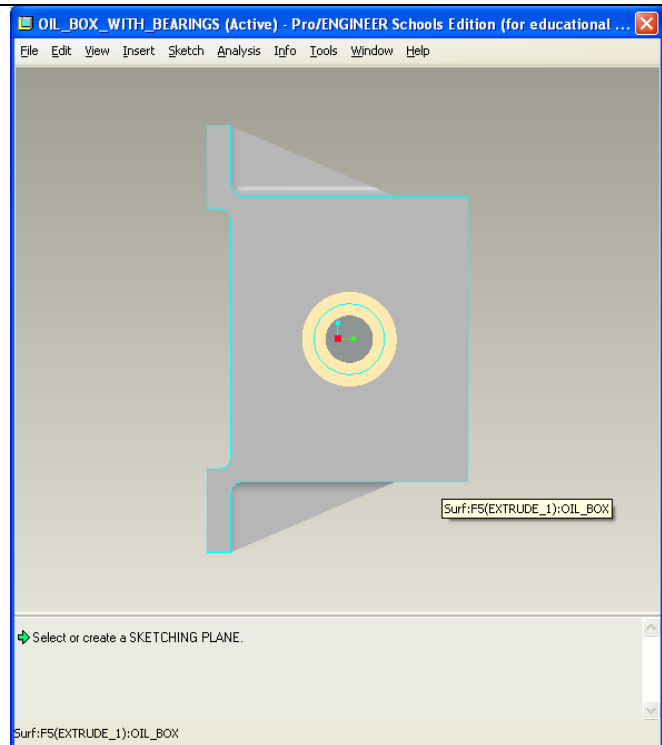 OIL_BOX_WITH_BEARINGS (Active) - Pro/ENGINEER Schools Edition (for educational ...
File Edit View Insert Sketch Analysis Info Tools Window Help
Surf:F5(EXTRUDE_1):OIL_BOX
Select or create a SKETCHING PLANE.
Surf:F5(EXTRUDE_1):OIL_BOX